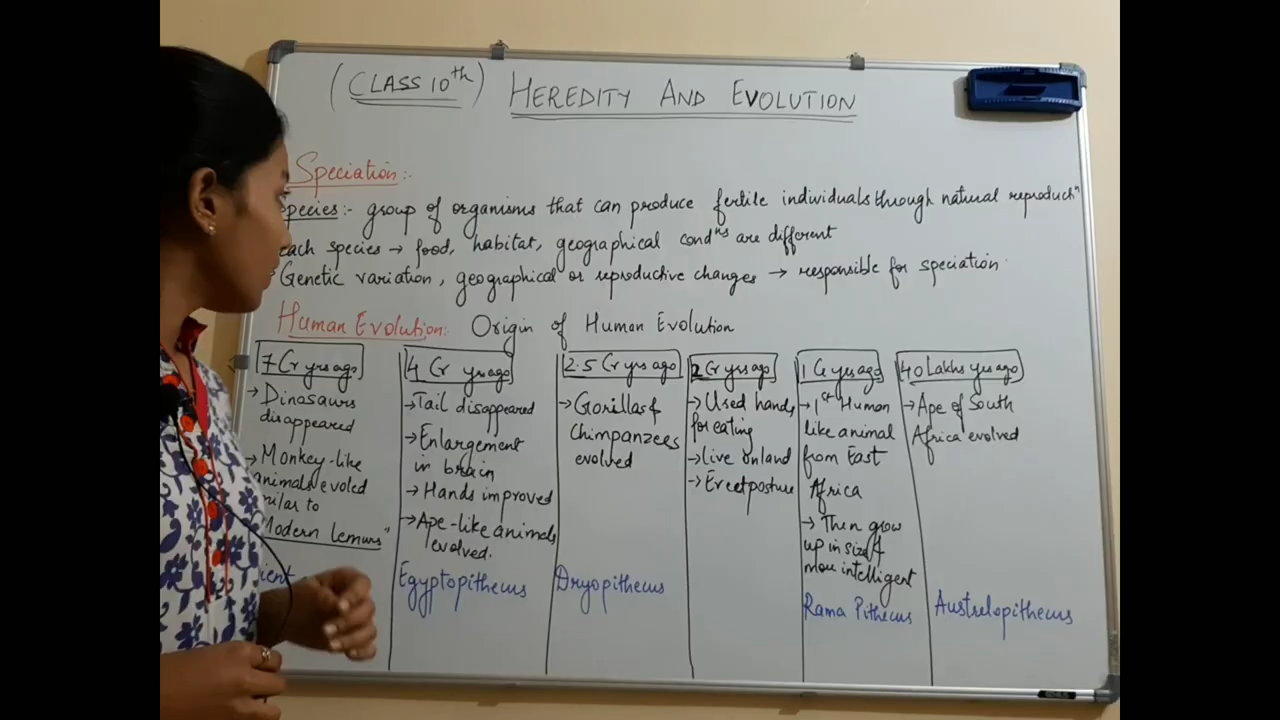 (CLASS 10th) HEREDITY AND EVOLUTION
Speciation:-
Species:- group of organisms that can produce fertile individuals through natural reproductn
each species → food, habitat, geographical condns are different
Genetic variation, geographical or reproductive changes → responsible for speciation
Human Evolution: Origin of Human Evolution
7 Cr yrs ago
→ Dinosaurs
disappeared
→ Monkey-like
animals evoled
milar to
Modern lemurs"
ient
4 Cr yrs ago
→ Tail disappeared
→ Enlargement
in brain
→ Hands improved
→ Ape-like animals
evolved.
Egyptopithecus
2.5 Cr yrs ago
→ Gorillas &
Chimpanzees
evolved
Dryopithecus
2 Cr yrs ago
→ Used hands
for eating
→ Live on land
→ Erect posture
1 Cr yrs ago
→ 1st Human
like animal
from East
Africa
→ Then grow
up in size &
more intelligent
Rama Pithecus
40 Lakhs yrs ago
→ Ape of South
Africa evolved
Austrelopithecus